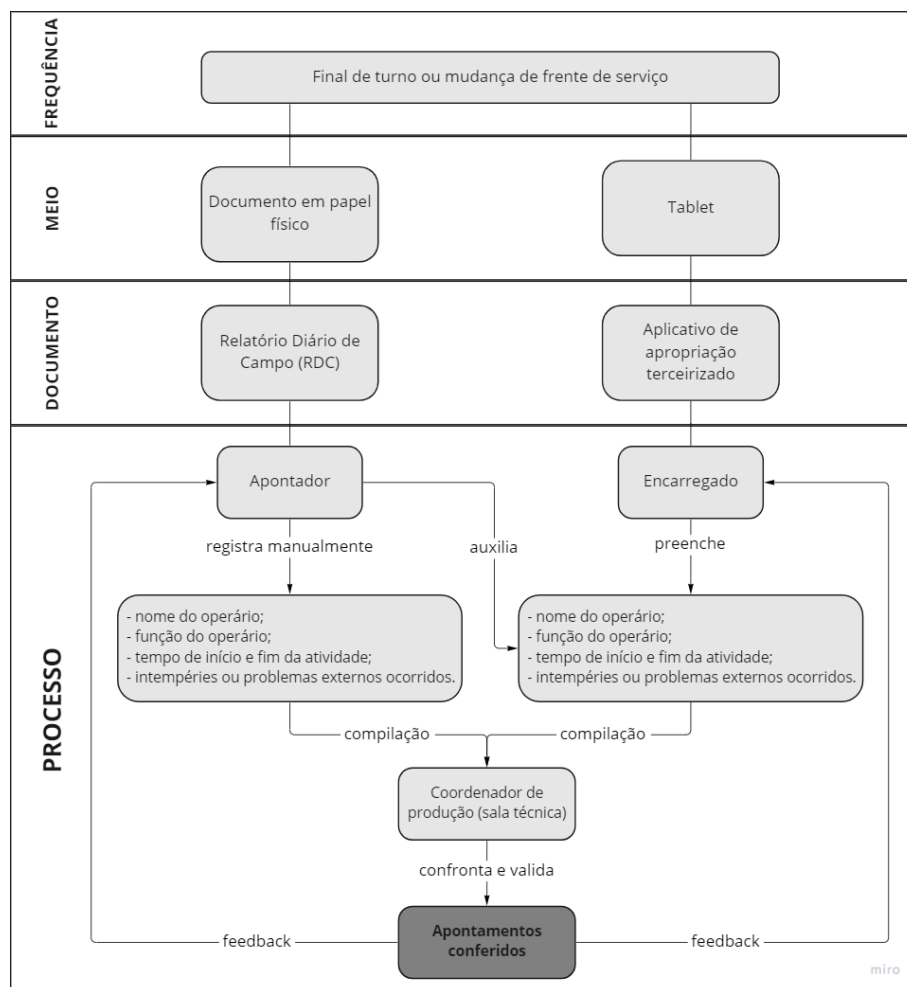 FREQUÊNCIA
Final de turno ou mudança de frente de serviço
MEIO
Documento em papel
físico
Tablet
DOCUMENTO
Relatório Diário de
Campo (RDC)
Aplicativo de
apropriação
terceirizado
PROCESSO
Apontador
Encarregado
registra manualmente
auxilia
preenche
- nome do operário;
- função do operário;
- tempo de início e fim da atividade;
- intempéries ou problemas externos ocorridos.
- nome do operário;
- função do operário;
- tempo de início e fim da atividade;
- intempéries ou problemas externos ocorridos.
compilação
compilação
Coordenador de
produção (sala técnica)
confronta e valida
Apontamentos
conferidos
feedback
feedback
miro